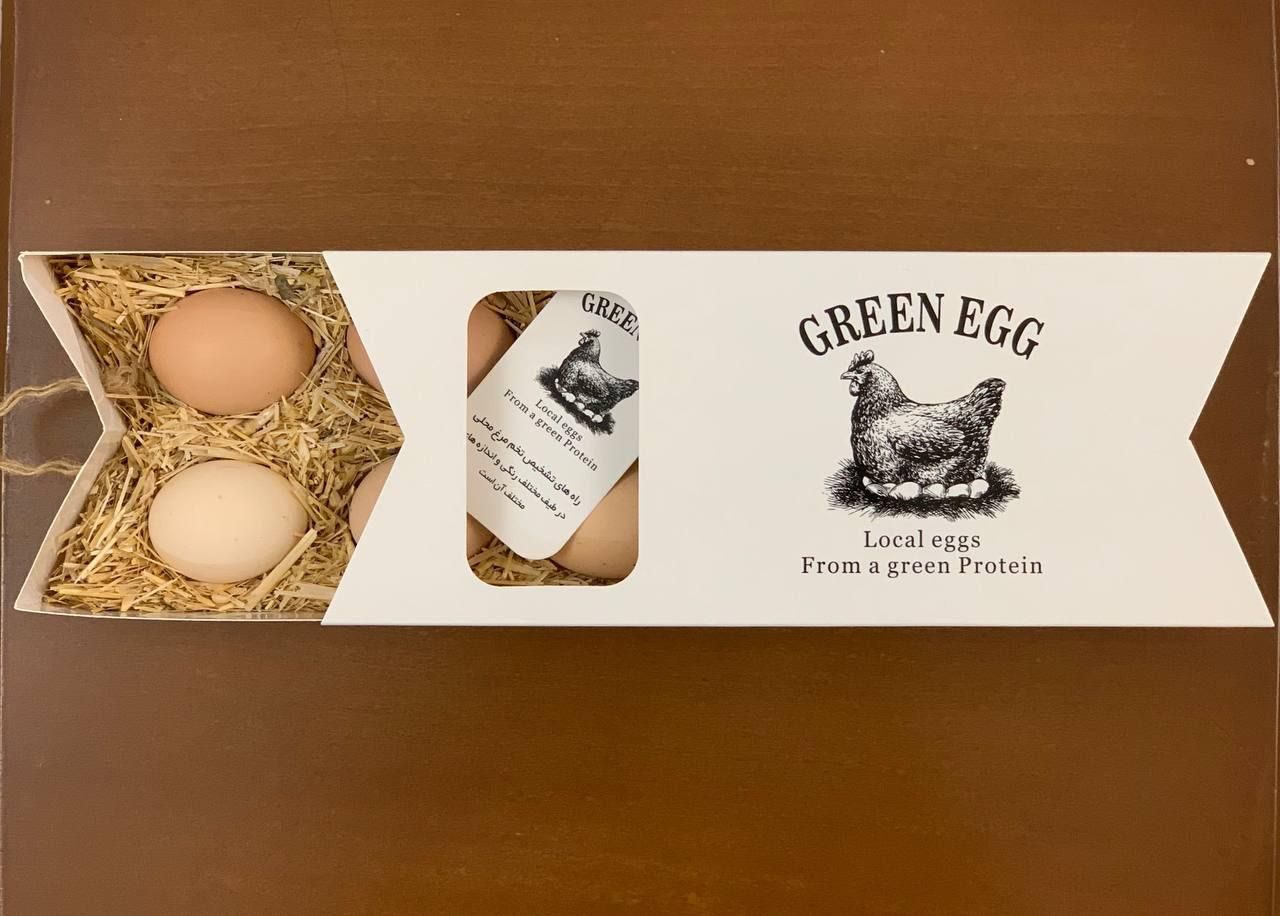 GREEN
Local eggs
From a green Protein
راه های تشخیص تخم مرغ محلی
در طیف مختلف رنگی و اندازه ها
مختلف آن است
GREEN EGG
Local eggs
From a green Protein